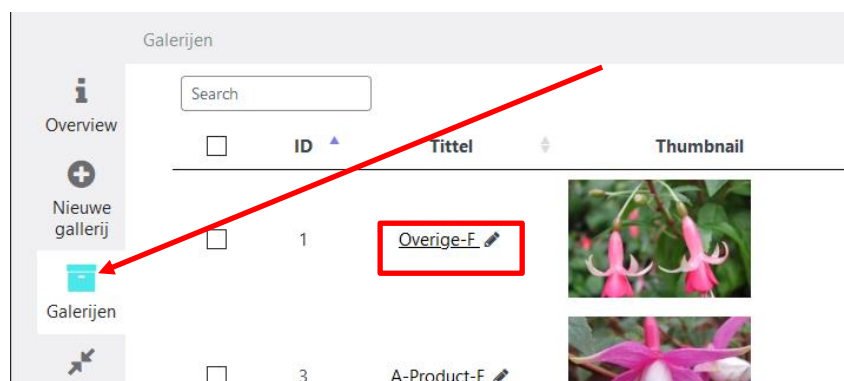 Galerijen
Search
Overview
ID Tittel Thumbnail
Nieuwe
gallerij
1 Overige-F
Galerijen
3 A-Product-F